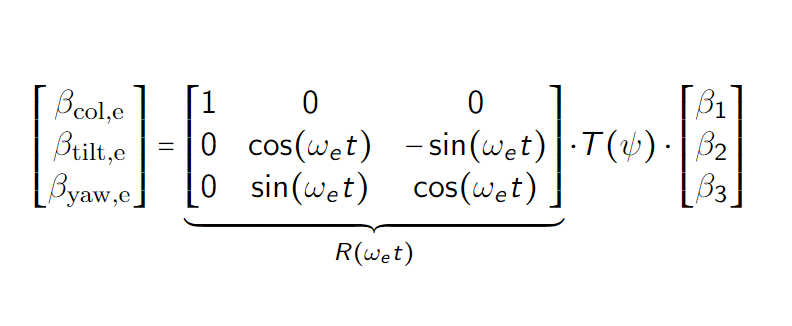 [β_col,e] = [1 0 0]
[β_tilt,e] = [0 cos(ω_e t) −sin(ω_e t)] · T(ψ) · [β_1 β_2 β_3]
[β_yaw,e] = [0 sin(ω_e t) cos(ω_e t)]
R(ω_e t)